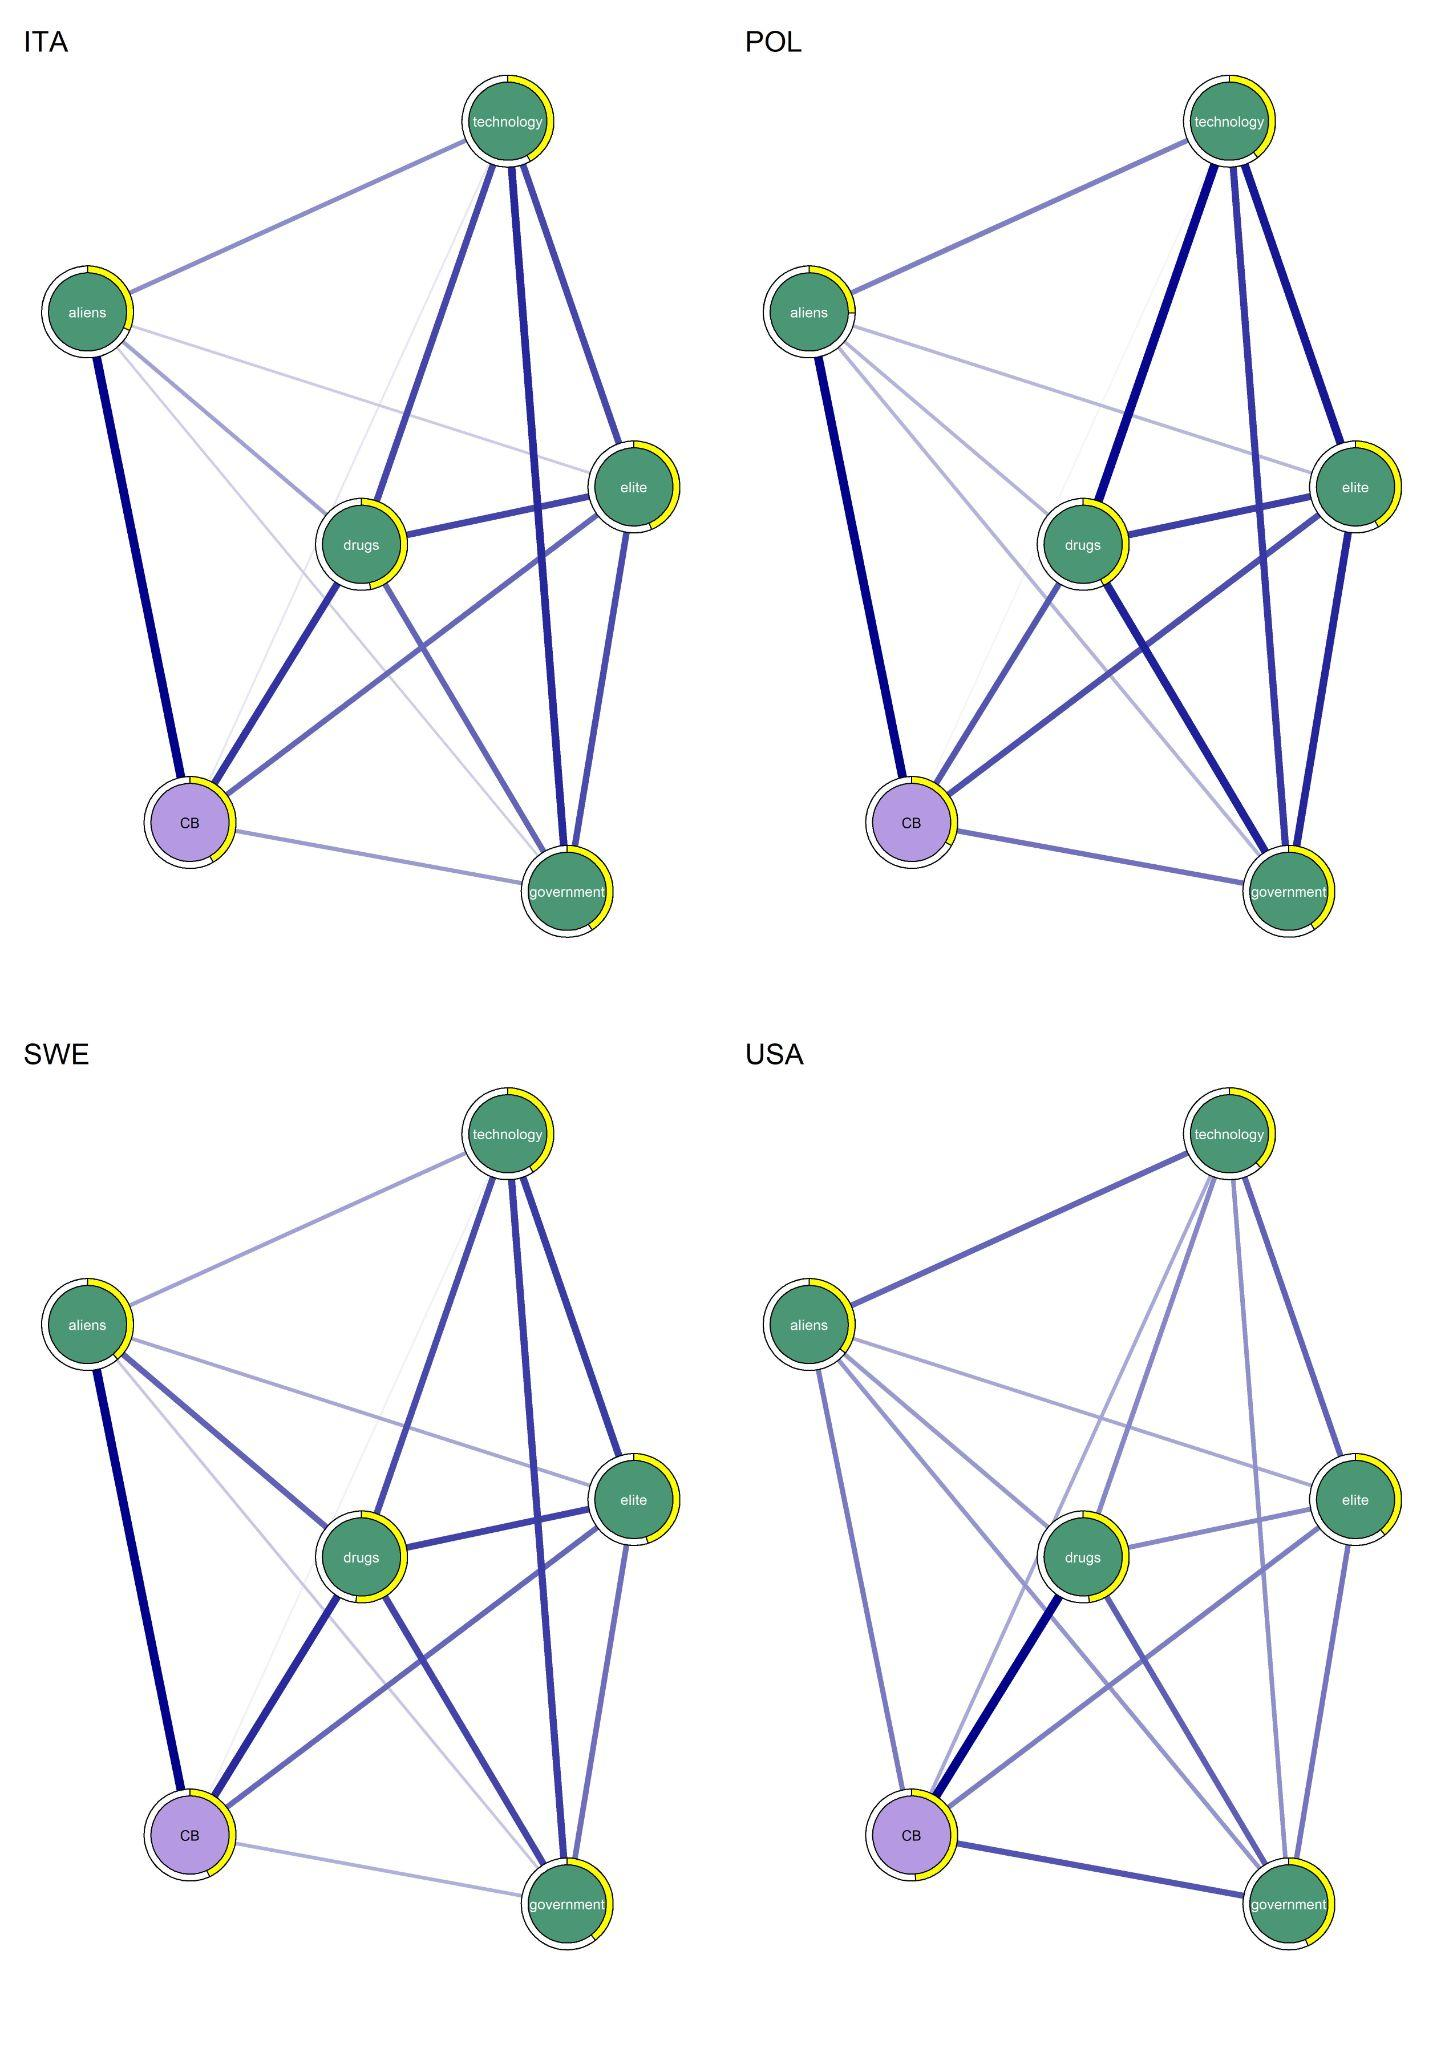 ITA
technology
aliens
elite
drugs
CB
government
POL
technology
aliens
elite
drugs
CB
government
SWE
technology
aliens
elite
drugs
CB
government
USA
technology
aliens
elite
drugs
CB
government